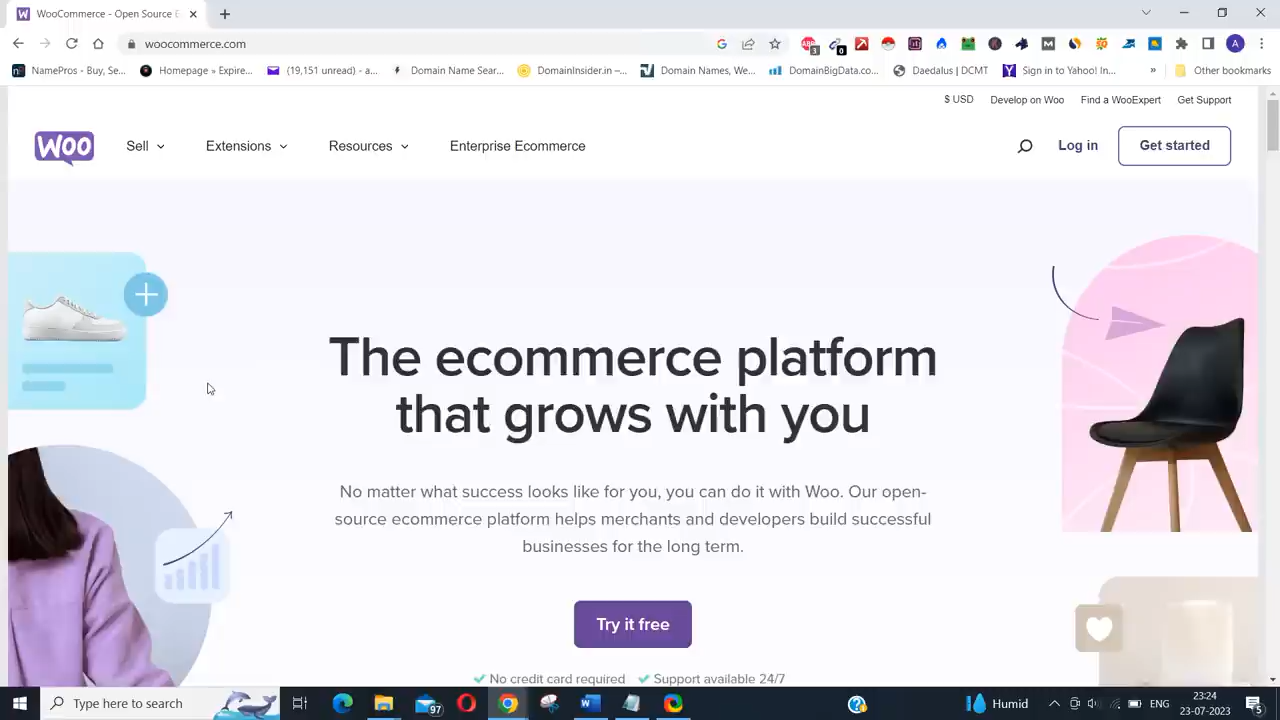 WooCommerce - Open Source E
woocommerce.com
NamePros - Buy, Se...
Homepage » Expire...
(19,151 unread) - a...
Domain Name Sear...
DomainInsider.in –...
Domain Names, We...
DomainBigData.co...
Daedalus | DCMT
Sign in to Yahoo! In...
»
Other bookmarks
$ USD
Develop on Woo
Find a WooExpert
Get Support
WOO
Sell
Extensions
Resources
Enterprise Ecommerce
Log in
Get started
The ecommerce platform
that grows with you
No matter what success looks like for you, you can do it with Woo. Our open-
source ecommerce platform helps merchants and developers build successful
businesses for the long term.
Try it free
No credit card required
Support available 24/7
Type here to search
97
Humid
ENG
23:24
23-07-2023
5